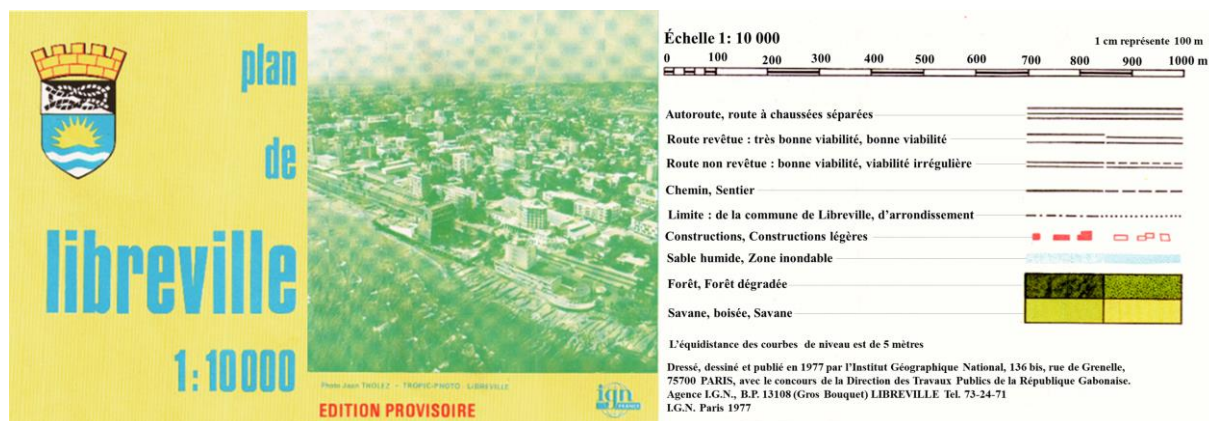 plan
de
libreville
1:10000
Photo Jean THOLEZ - TROPIC-PHOTO LIBREVILLE
EDITION PROVISOIRE
ign
FRANCE
Échelle 1: 10 000
1 cm représente 100 m
0 100 200 300 400 500 600 700 800 900 1000 m
Autoroute, route à chaussées séparées
Route revêtue : très bonne viabilité, bonne viabilité
Route non revêtue : bonne viabilité, viabilité irrégulière
Chemin, Sentier
Limite : de la commune de Libreville, d’arrondissement
Constructions, Constructions légères
Sable humide, Zone inondable
Forêt, Forêt dégradée
Savane, boisée, Savane
L’équidistance des courbes de niveau est de 5 mètres
Dressé, dessiné et publié en 1977 par l’Institut Géographique National, 136 bis, rue de Grenelle,
75700 PARIS, avec le concours de la Direction des Travaux Publics de la République Gabonaise.
Agence I.G.N., B.P. 13108 (Gros Bouquet) LIBREVILLE Tel. 73-24-71
I.G.N. Paris 1977